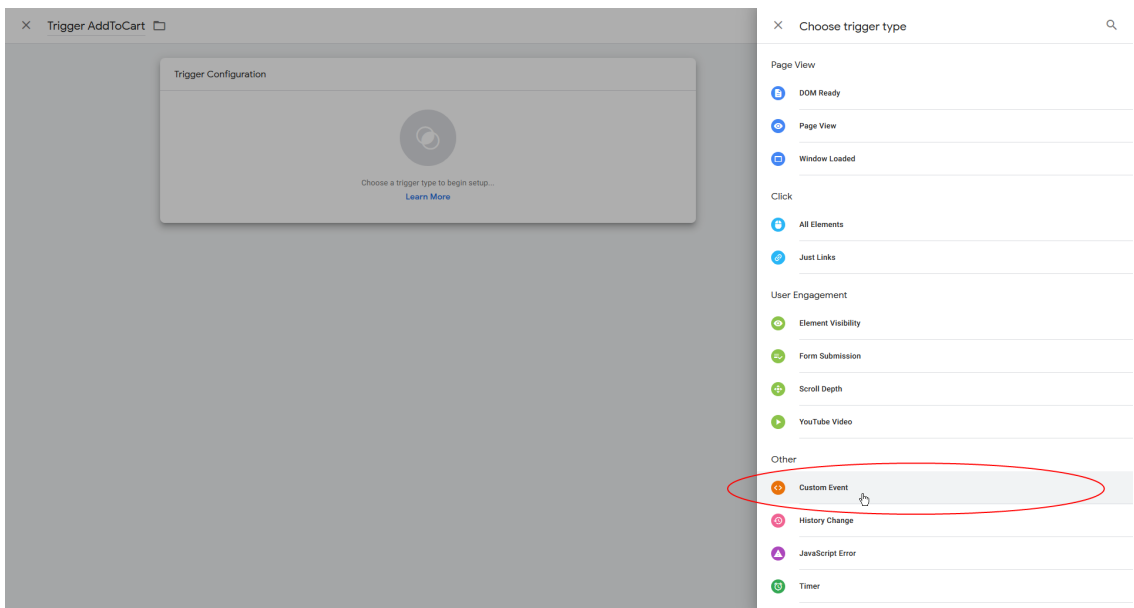 Trigger AddToCart
Trigger Configuration
Choose a trigger type to begin setup...
Learn More
Choose trigger type
Page View
DOM Ready
Page View
Window Loaded
Click
All Elements
Just Links
User Engagement
Element Visibility
Form Submission
Scroll Depth
YouTube Video
Other
Custom Event
History Change
JavaScript Error
Timer